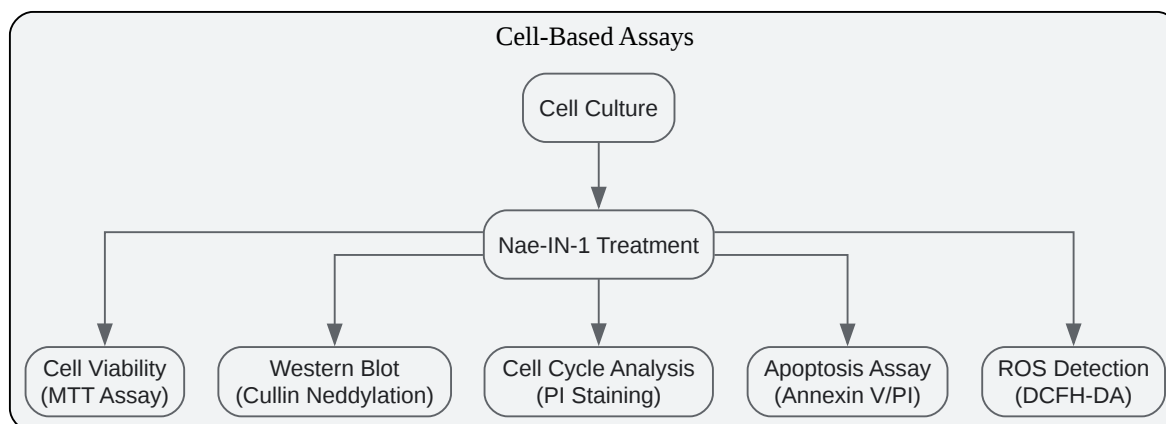 Cell-Based Assays
Cell Culture
Nae-IN-1 Treatment
Cell Viability
(MTT Assay)
Western Blot
(Cullin Neddylation)
Cell Cycle Analysis
(PI Staining)
Apoptosis Assay
(Annexin V/PI)
ROS Detection
(DCFH-DA)